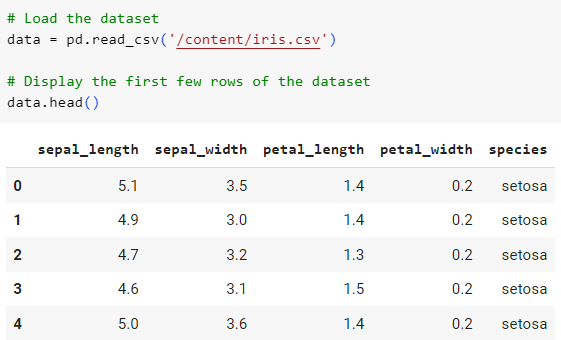 # Load the dataset
data = pd.read_csv('/content/iris.csv')
# Display the first few rows of the dataset
data.head()
sepal_length sepal_width petal_length petal_width species
0 5.1 3.5 1.4 0.2 setosa
1 4.9 3.0 1.4 0.2 setosa
2 4.7 3.2 1.3 0.2 setosa
3 4.6 3.1 1.5 0.2 setosa
4 5.0 3.6 1.4 0.2 setosa